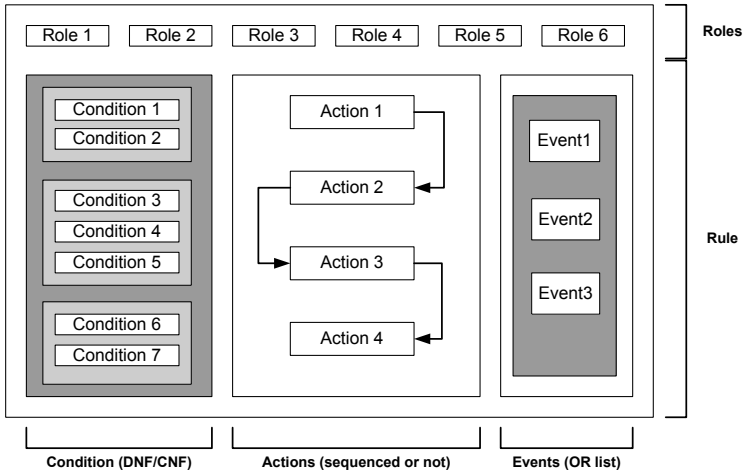 Role 1
Role 2
Role 3
Role 4
Role 5
Role 6
Roles
Condition 1
Condition 2
Condition 3
Condition 4
Condition 5
Condition 6
Condition 7
Action 1
Action 2
Action 3
Action 4
Event1
Event2
Event3
Rule
Condition (DNF/CNF)
Actions (sequenced or not)
Events (OR list)